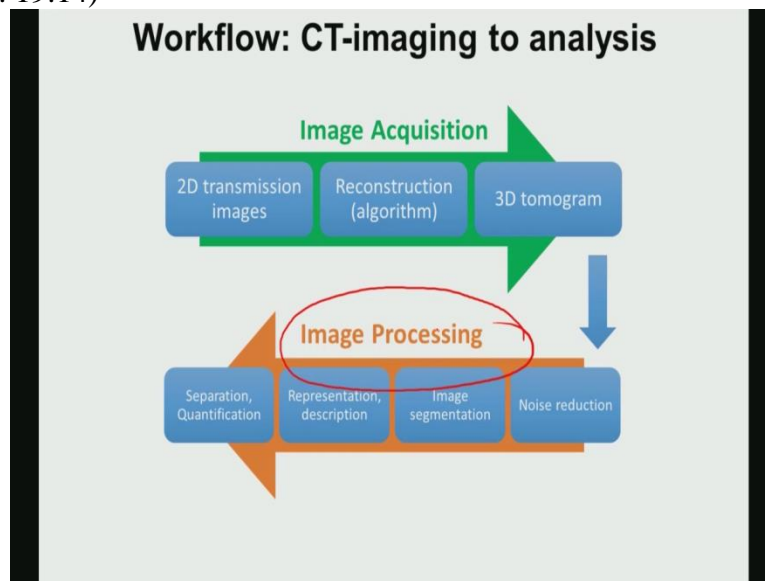 Workflow: CT-imaging to analysis
Image Acquisition
2D transmission
images
Reconstruction
(algorithm)
3D tomogram
Image Processing
Separation,
Quantification
Representation,
description
Image
segmentation
Noise reduction